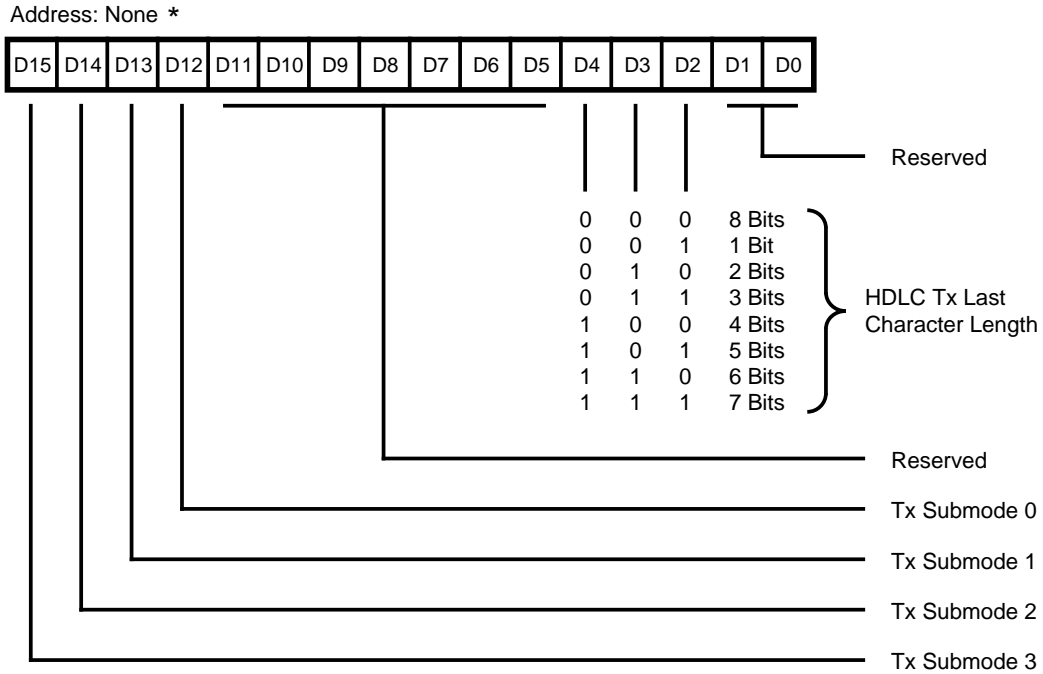 Address: None *
D15 D14 D13 D12 D11 D10 D9 D8 D7 D6 D5 D4 D3 D2 D1 D0
Reserved
0 0 0 8 Bits
0 0 1 1 Bit
0 1 0 2 Bits
0 1 1 3 Bits
1 0 0 4 Bits
1 0 1 5 Bits
1 1 0 6 Bits
1 1 1 7 Bits
HDLC Tx Last
Character Length
Reserved
Tx Submode 0
Tx Submode 1
Tx Submode 2
Tx Submode 3